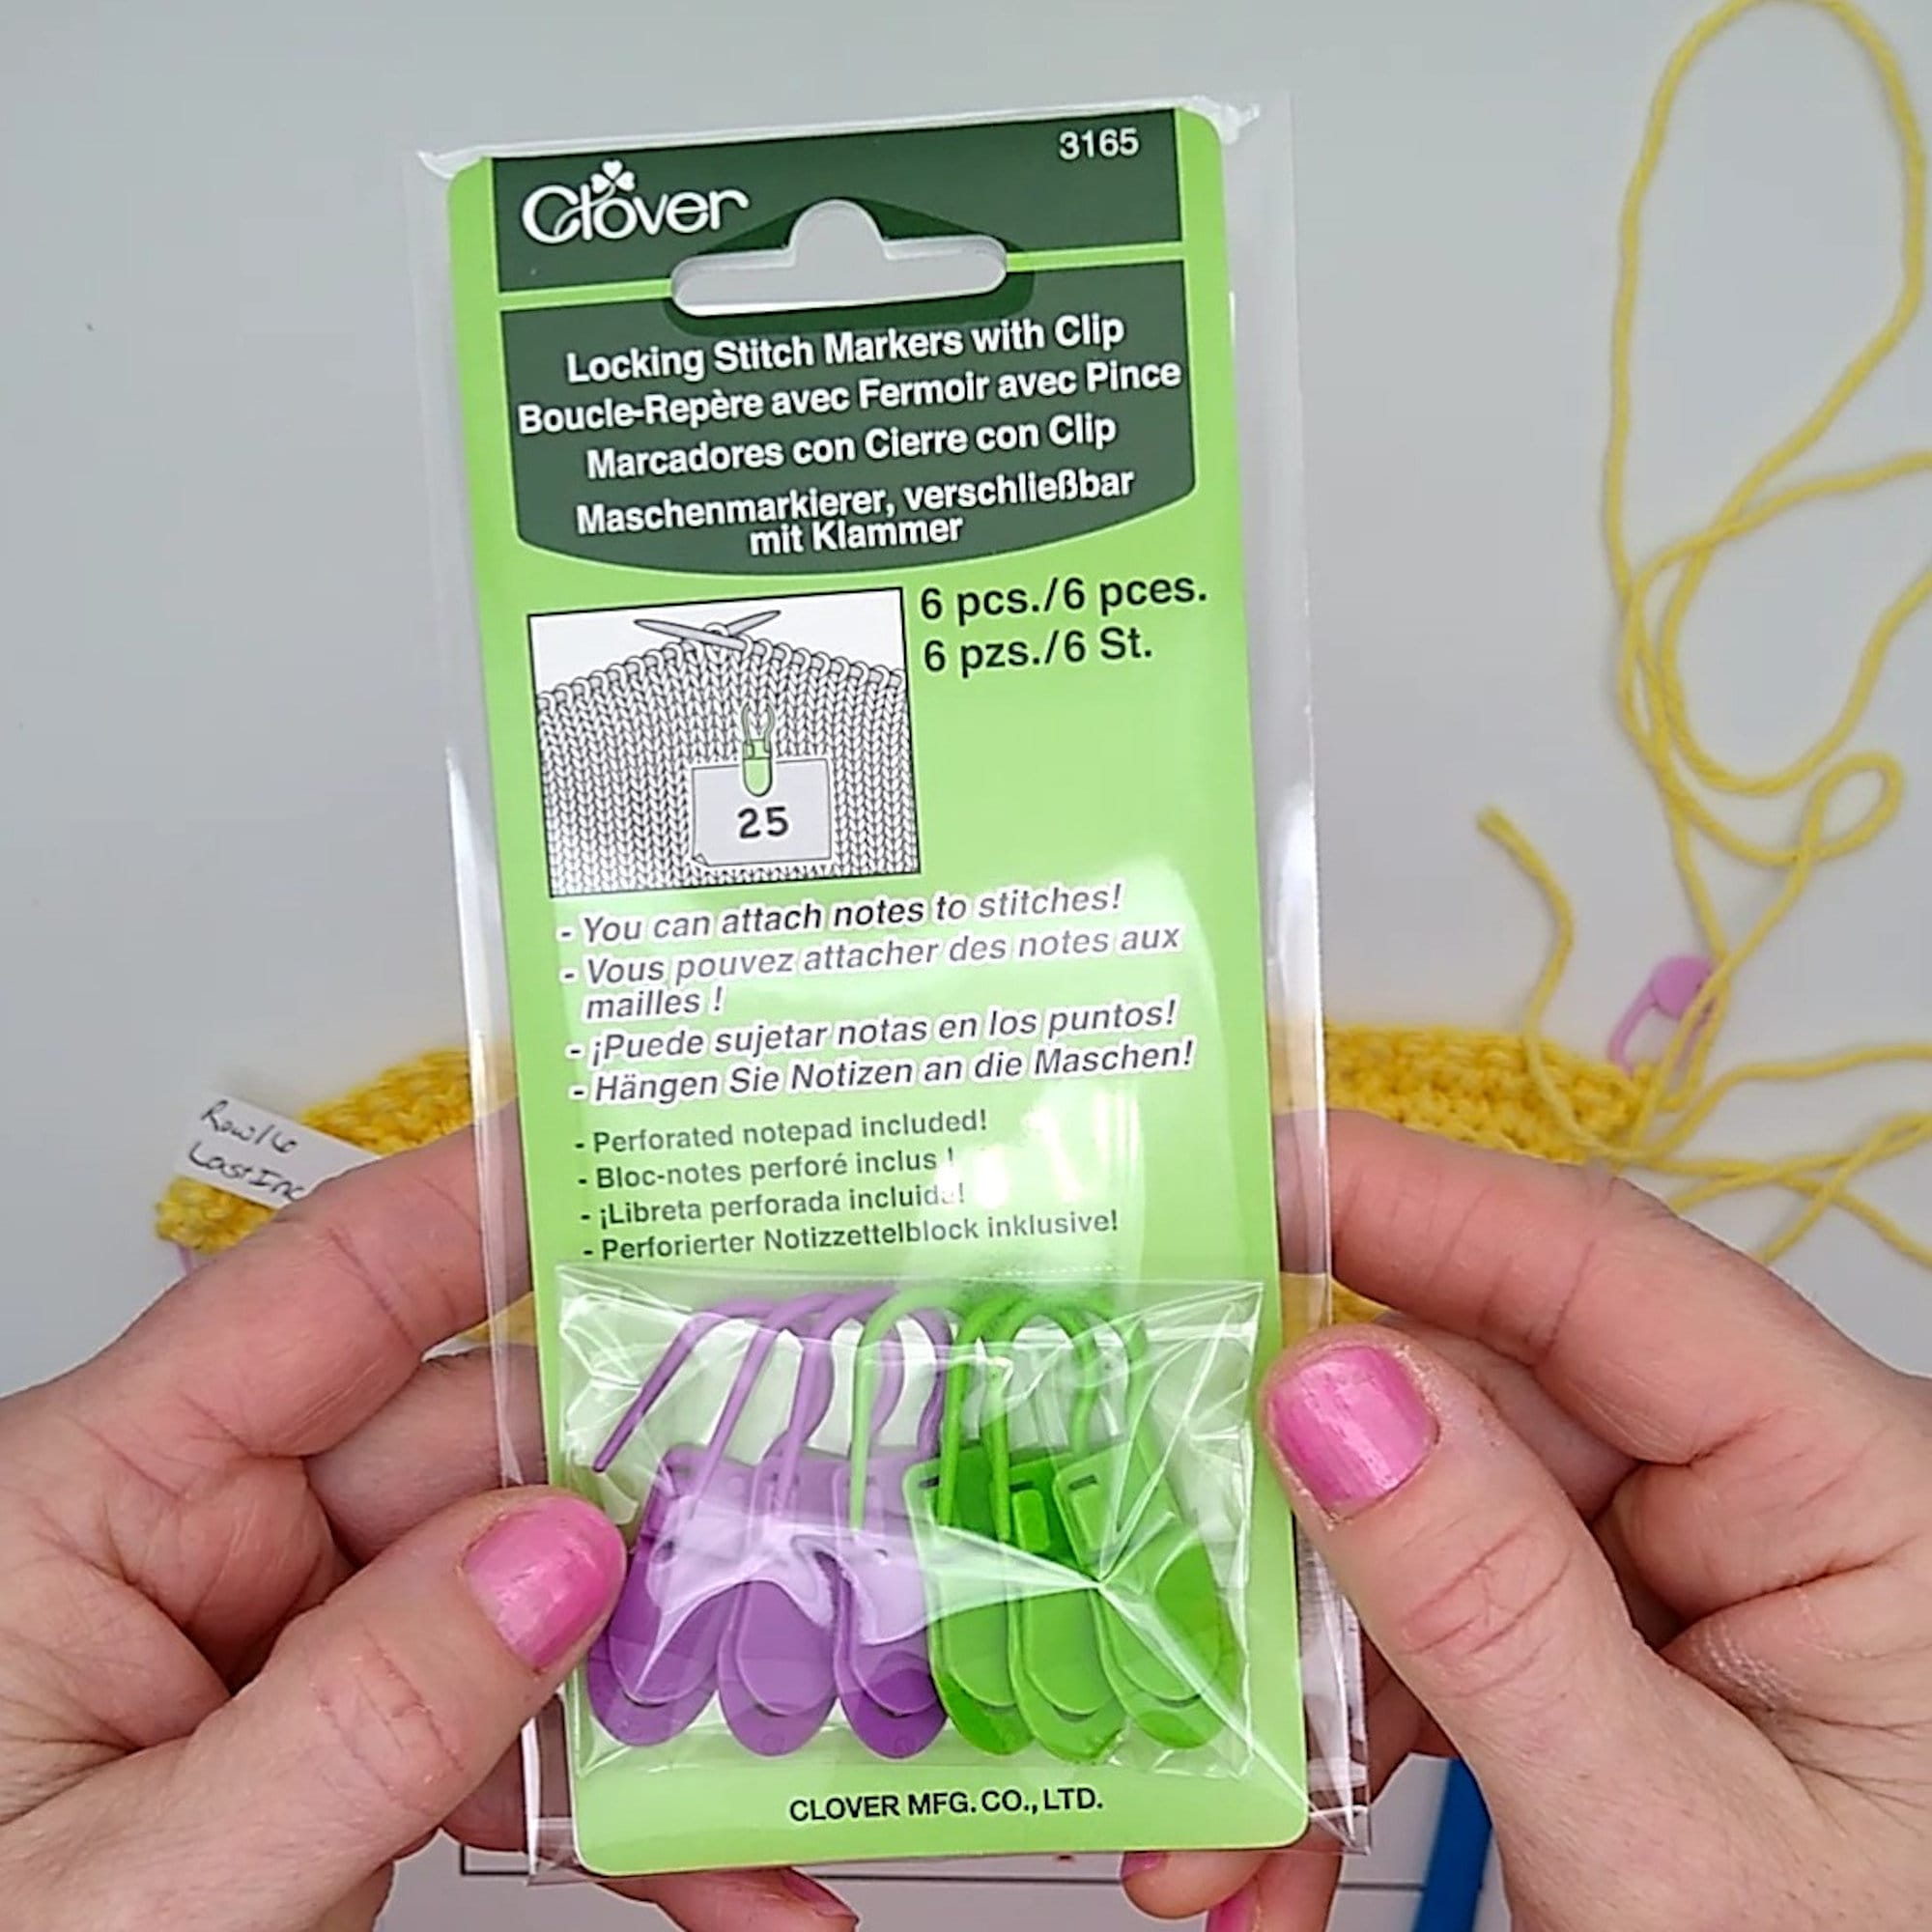 3165
Clover
Locking Stitch Markers with Clip
Boucle-Repère avec Fermoir avec Pince
Marcadores con Cierre con Clip
Maschenmarkierer, verschließbar
mit Klammer
6 pcs./6 pces.
6 pzs./6 St.
25
- You can attach notes to stitches!
- Vous pouvez attacher des notes aux
mailles !
- ¡Puede sujetar notas en los puntos!
- Hängen Sie Notizen an die Maschen!
- Perforated notepad included!
- Bloc-notes perforé inclus !
- ¡Libreta perforada incluida!
- Perforierter Notizzettelblock inklusive!
Last Inc
CLOVER MFG. CO., LTD.